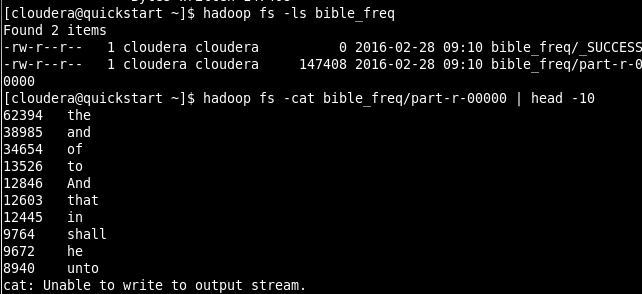 [cloudera@quickstart ~]$ hadoop fs -ls bible_freq
Found 2 items
-rw-r--r--   1 cloudera cloudera          0 2016-02-28 09:10 bible_freq/_SUCCESS
-rw-r--r--   1 cloudera cloudera     147408 2016-02-28 09:10 bible_freq/part-r-0
0000
[cloudera@quickstart ~]$ hadoop fs -cat bible_freq/part-r-00000 | head -10
62394   the
38985   and
34654   of
13526   to
12846   And
12603   that
12445   in
9764    shall
9672    he
8940    unto
cat: Unable to write to output stream.